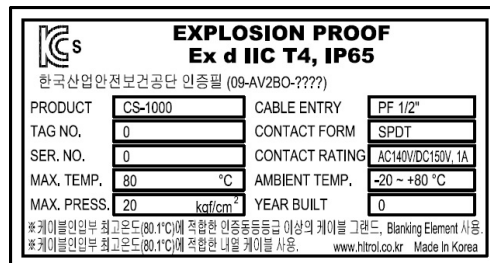 KCs EXPLOSION PROOF
Ex d IIC T4, IP65
한국산업안전보건공단 인증필 (09-AV2BO-????)
PRODUCT CS-1000 CABLE ENTRY PF 1/2"
TAG NO. 0 CONTACT FORM SPDT
SER. NO. 0 CONTACT RATING AC140V/DC150V, 1A
MAX. TEMP. 80 °C AMBIENT TEMP. -20 ~ +80 °C
MAX. PRESS. 20 kgf/cm² YEAR BUILT 0
※케이블인입부 최고온도(80.1°C)에 적합한 인증동등등급 이상의 케이블 그랜드, Blanking Element 사용.
※케이블인입부 최고온도(80.1°C)에 적합한 내열 케이블 사용. www.hitrol.co.kr Made In Korea